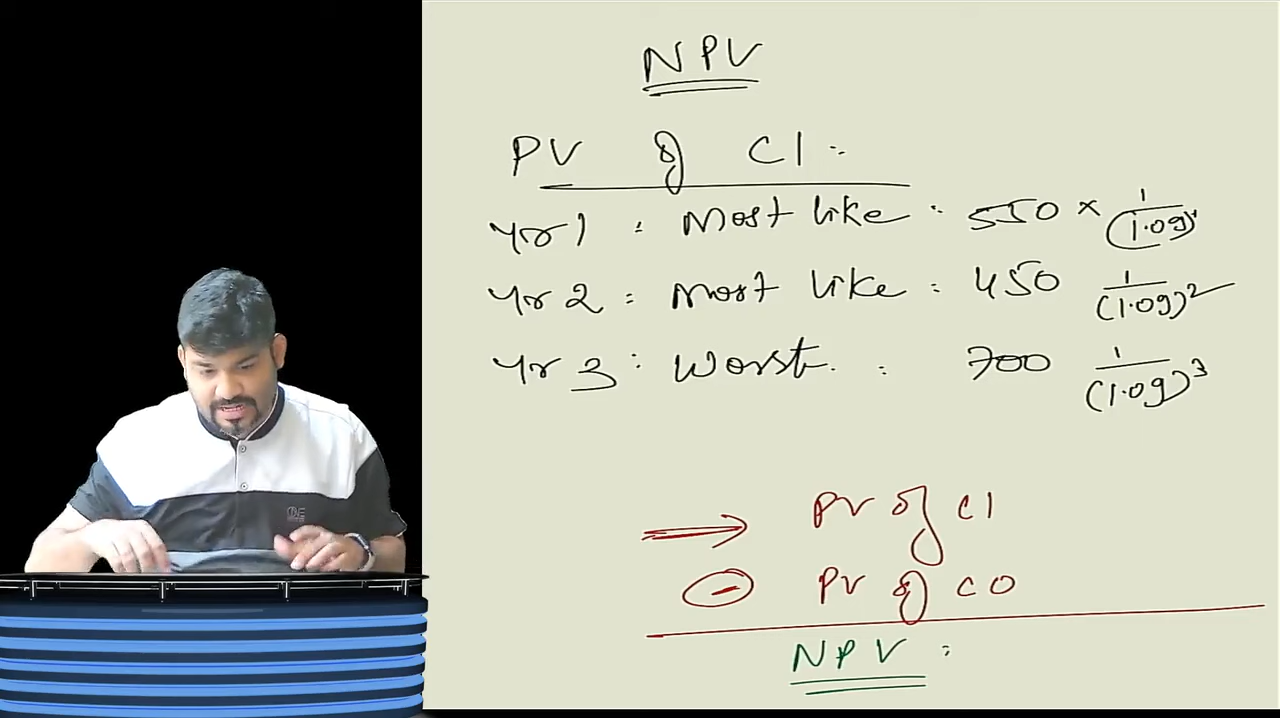 NPV
PV of CI :-
Yr 1 : Most like : 550 × 1/(1.09)¹
Yr 2 : Most like : 450 1/(1.09)²
Yr 3 : Worst. : 700 1/(1.09)³
PV of CI
- PV of CO
NPV :